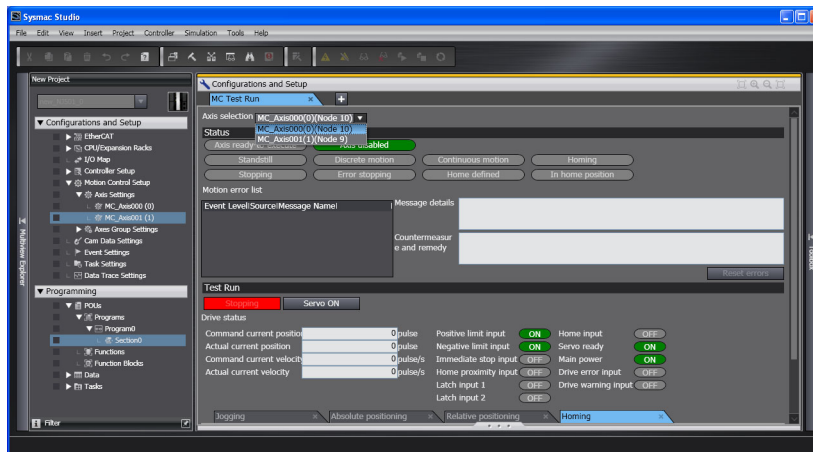 Sysmac Studio
File Edit View Insert Project Controller Simulation Tools Help
New Project
new_NJ501_0
Configurations and Setup
EtherCAT
CPU/Expansion Racks
I/O Map
Controller Setup
Motion Control Setup
Axis Settings
MC_Axis000 (0)
MC_Axis001 (1)
Axes Group Settings
Cam Data Settings
Event Settings
Task Settings
Data Trace Settings
Programming
POUs
Programs
Program0
Section0
Functions
Function Blocks
Data
Tasks
Filter
Multiview Explorer
Configurations and Setup
MC Test Run
Axis selection MC_Axis000(0)(Node 10)
MC_Axis000(0)(Node 10)
MC_Axis001(1)(Node 9)
Status
Axis ready-to-execute Axis disabled
Standstill Discrete motion Continuous motion Homing
Stopping Error stopping Home defined In home position
Motion error list
Event Level|Source|Message Name|
Message details
Countermeasur
e and remedy
Reset errors
Test Run
Stopping Servo ON
Drive status
Command current positio 0 pulse Positive limit input ON Home input OFF
Actual current position 0 pulse Negative limit input ON Servo ready ON
Command current velocit 0 pulse/s Immediate stop input OFF Main power ON
Actual current velocity 0 pulse/s Home proximity input OFF Drive error input OFF
Latch input 1 OFF Drive warning input OFF
Latch input 2 OFF
Jogging Absolute positioning Relative positioning Homing
Toolbox